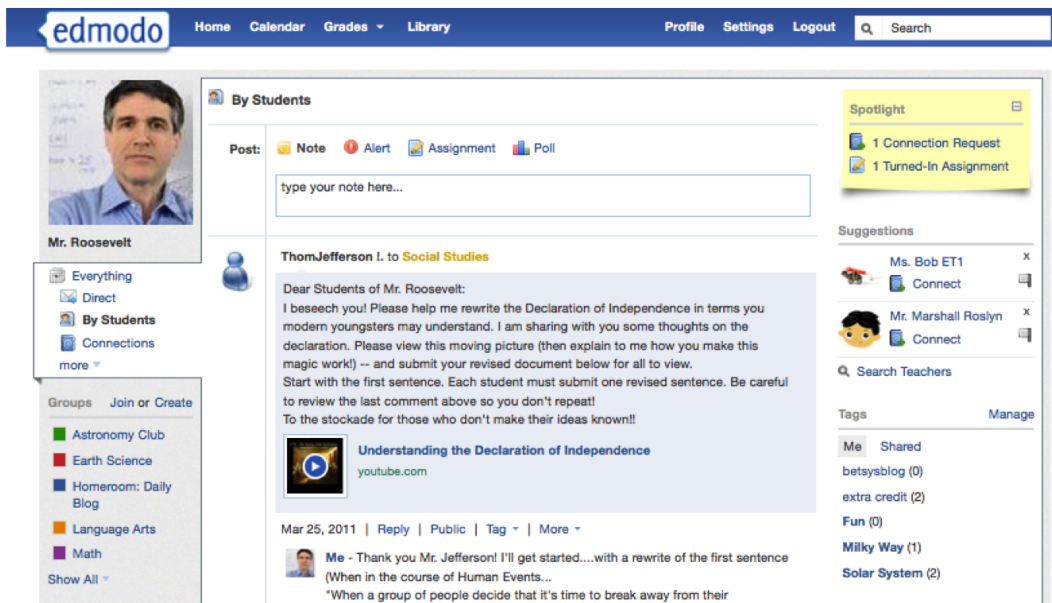 edmodo
Home Calendar Grades Library Profile Settings Logout Search
Mr. Roosevelt
Everything
Direct
By Students
Connections
more
Groups Join or Create
Astronomy Club
Earth Science
Homeroom: Daily
Blog
Language Arts
Math
Show All
By Students
Post: Note Alert Assignment Poll
type your note here...
ThomJefferson !. to Social Studies
Dear Students of Mr. Roosevelt:
I beseech you! Please help me rewrite the Declaration of Independence in terms you
modern youngsters may understand. I am sharing with you some thoughts on the
declaration. Please view this moving picture (then explain to me how you make this
magic work!) -- and submit your revised document below for all to view.
Start with the first sentence. Each student must submit one revised sentence. Be careful
to review the last comment above so you don't repeat!
To the stockade for those who don't make their ideas known!!
Understanding the Declaration of Independence
youtube.com
Mar 25, 2011 | Reply | Public | Tag | More
Me - Thank you Mr. Jefferson! I'll get started....with a rewrite of the first sentence
(When in the course of Human Events...
"When a group of people decide that it's time to break away from their
Spotlight
1 Connection Request
1 Turned-In Assignment
Suggestions
Ms. Bob ET1 x
Connect
Mr. Marshall Roslyn x
Connect
Search Teachers
Tags Manage
Me Shared
betsysblog (0)
extra credit (2)
Fun (0)
Milky Way (1)
Solar System (2)